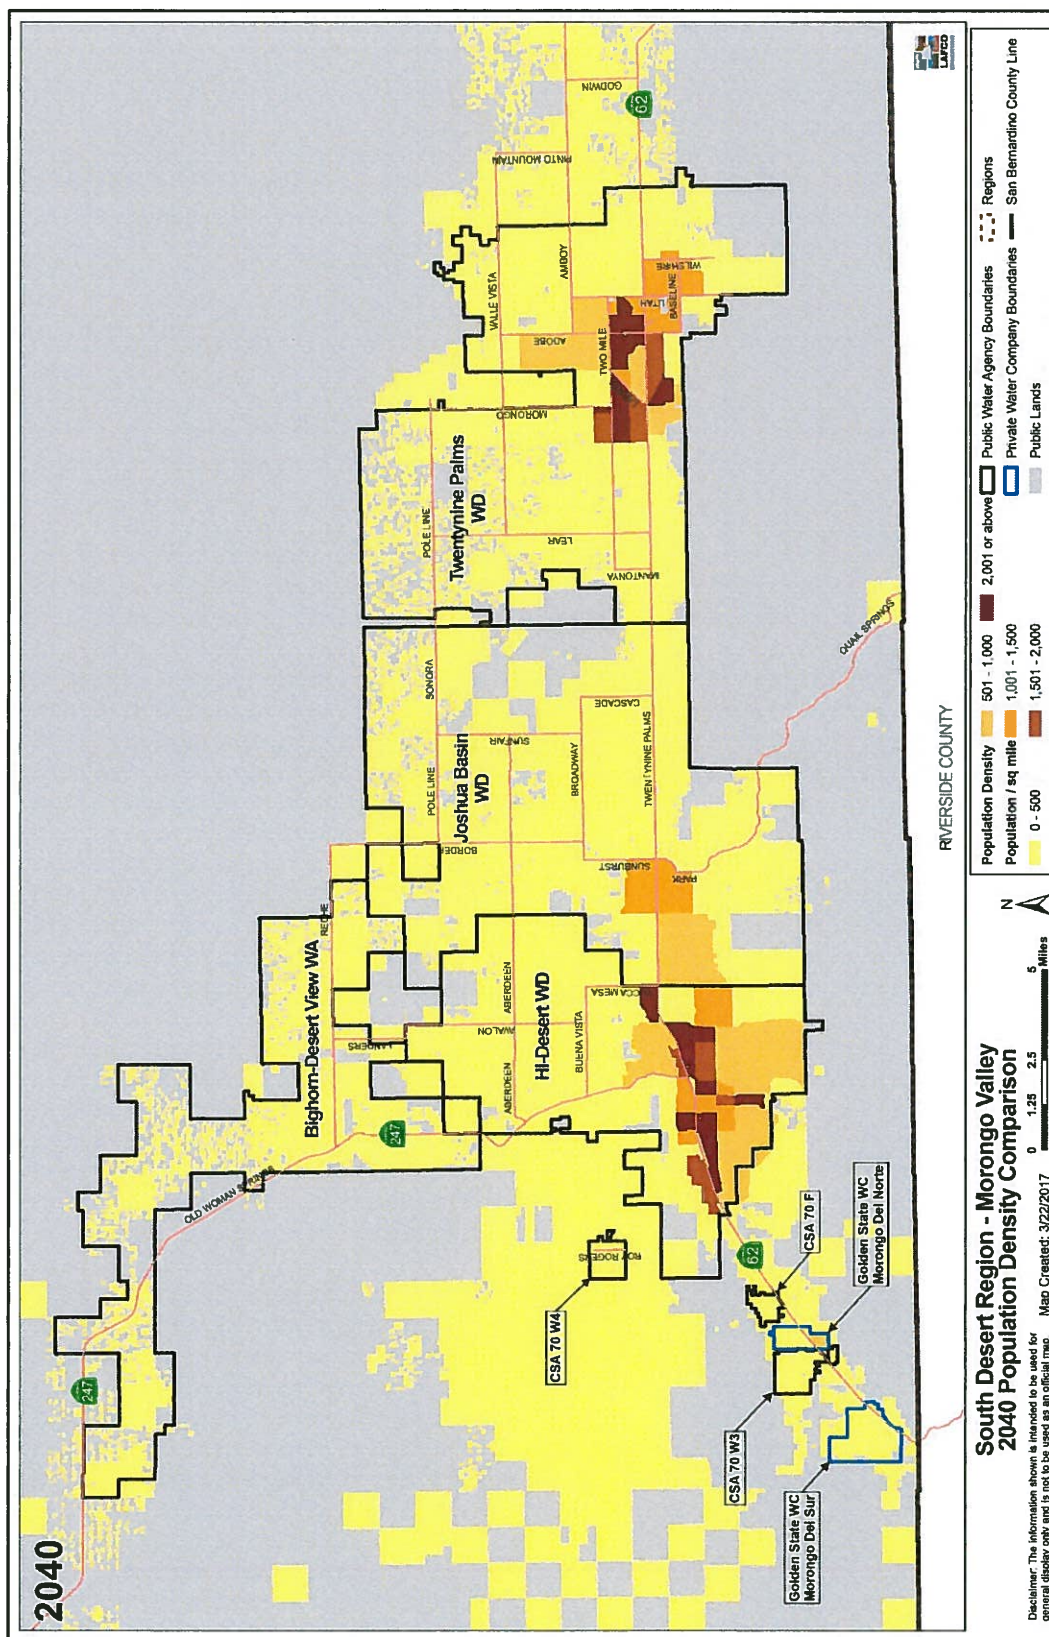 2040
GODWIN
62
PINTO MOUNTAIN
VALLE VISTA
AMBOY
WILSHIRE
BASELINE
UTAH
ADOBE
TWO MILE
MORONGO
Twentynine Palms
WD
POLE LINE
LEAR
MANTONYA
QUAIL SPRINGS
SONORA
CASCADE
SUNFAIR
BROADWAY
TWENTYNINE PALMS
Joshua Basin
WD
POLE LINE
BORDER
SUNBURST
PARK
RECHE
Bighorn-Desert View WA
ABERDEEN
AVALON
LANDERS
HI-Desert WD
BUENA VISTA
ABERDEEN
247
OLD WOMAN SPRINGS
247
ROY ROGERS
CSA 70 W4
62
CSA 70 F
Golden State WC
Morongo Del Norte
CSA 70 W3
Golden State WC
Morongo Del Sur
RIVERSIDE COUNTY
LAFCO
South Desert Region - Morongo Valley
2040 Population Density Comparison
Disclaimer: The information shown is intended to be used for
general display only and is not to be used as an official map.
Map Created: 3/22/2017
0 1.25 2.5 5
Miles
N
Population Density
Population / sq mile
0 - 500
501 - 1,000
1,001 - 1,500
1,501 - 2,000
2,001 or above
Public Water Agency Boundaries
Private Water Company Boundaries
Public Lands
Regions
San Bernardino County Line